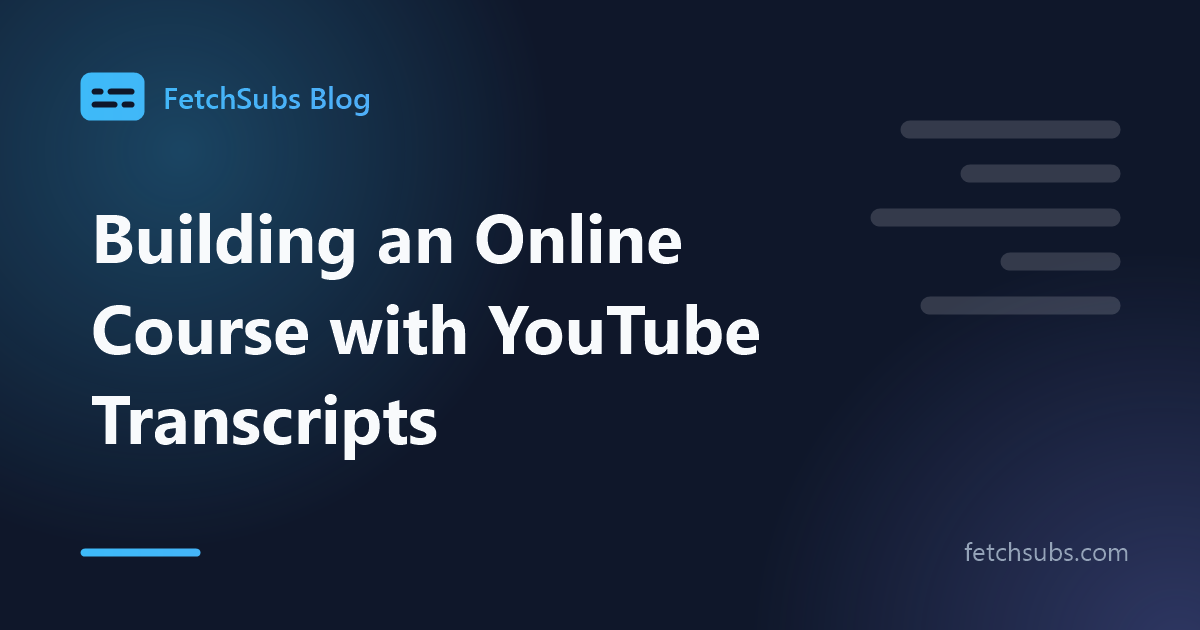 FetchSubs Blog
Building an Online
Course with YouTube
Transcripts
fetchsubs.com